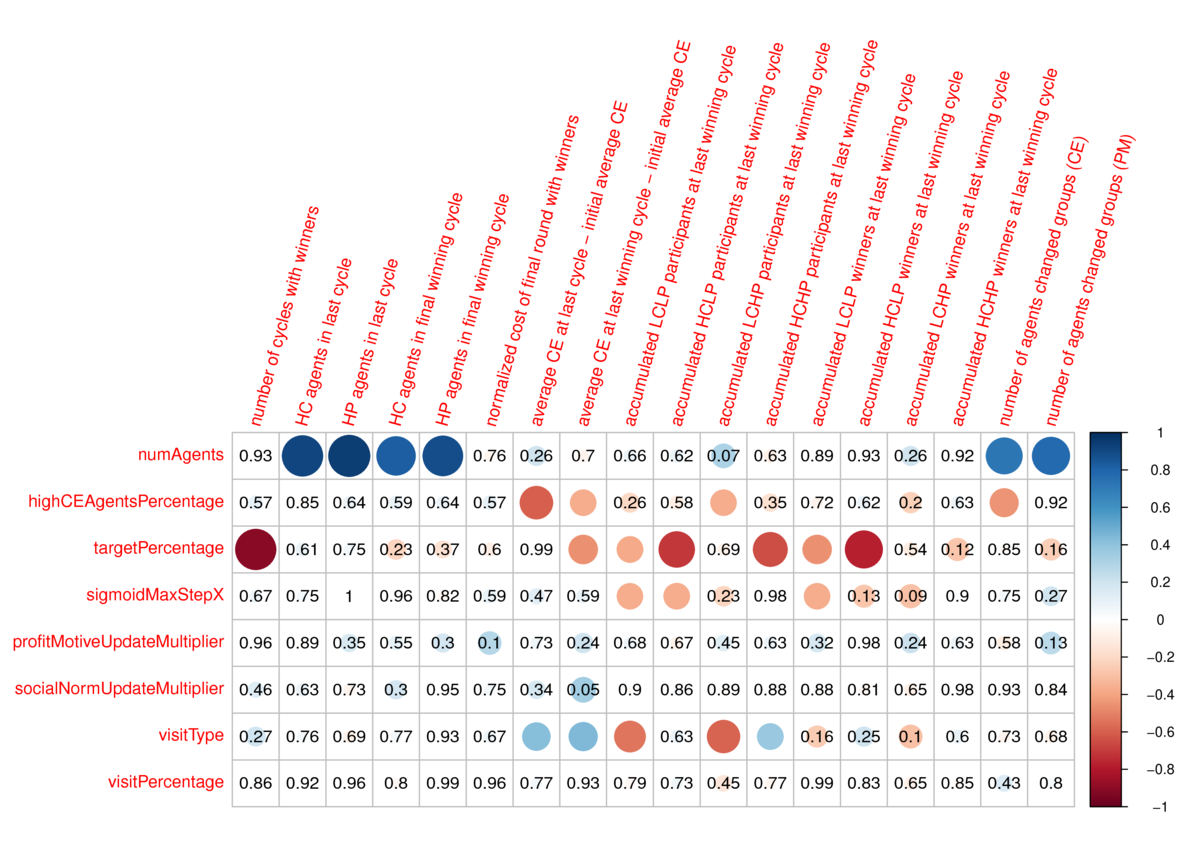 number of cycles with winners
HC agents in last cycle
HP agents in last cycle
HC agents in final winning cycle
HP agents in final winning cycle
normalized cost of final round with winners
average CE at last cycle − initial average CE
average CE at last winning cycle − initial average CE
accumulated LCLP participants at last winning cycle
accumulated HCLP participants at last winning cycle
accumulated LCHP participants at last winning cycle
accumulated HCHP participants at last winning cycle
accumulated LCLP winners at last winning cycle
accumulated HCLP winners at last winning cycle
accumulated LCHP winners at last winning cycle
accumulated HCHP winners at last winning cycle
number of agents changed groups (CE)
number of agents changed groups (PM)
numAgents 0.93 0.76 0.26 0.7 0.66 0.62 0.07 0.63 0.89 0.93 0.26 0.92
highCEAgentsPercentage 0.57 0.85 0.64 0.59 0.64 0.57 0.26 0.58 0.35 0.72 0.62 0.2 0.63 0.92
targetPercentage 0.61 0.75 0.23 0.37 0.6 0.99 0.69 0.54 0.12 0.85 0.16
sigmoidMaxStepX 0.67 0.75 1 0.96 0.82 0.59 0.47 0.59 0.23 0.98 0.13 0.09 0.9 0.75 0.27
profitMotiveUpdateMultiplier 0.96 0.89 0.35 0.55 0.3 0.1 0.73 0.24 0.68 0.67 0.45 0.63 0.32 0.98 0.24 0.63 0.58 0.13
socialNormUpdateMultiplier 0.46 0.63 0.73 0.3 0.95 0.75 0.34 0.05 0.9 0.86 0.89 0.88 0.88 0.81 0.65 0.98 0.93 0.84
visitType 0.27 0.76 0.69 0.77 0.93 0.67 0.63 0.16 0.25 0.1 0.6 0.73 0.68
visitPercentage 0.86 0.92 0.96 0.8 0.99 0.96 0.77 0.93 0.79 0.73 0.45 0.77 0.99 0.83 0.65 0.85 0.43 0.8
1
0.8
0.6
0.4
0.2
0
−0.2
−0.4
−0.6
−0.8
−1